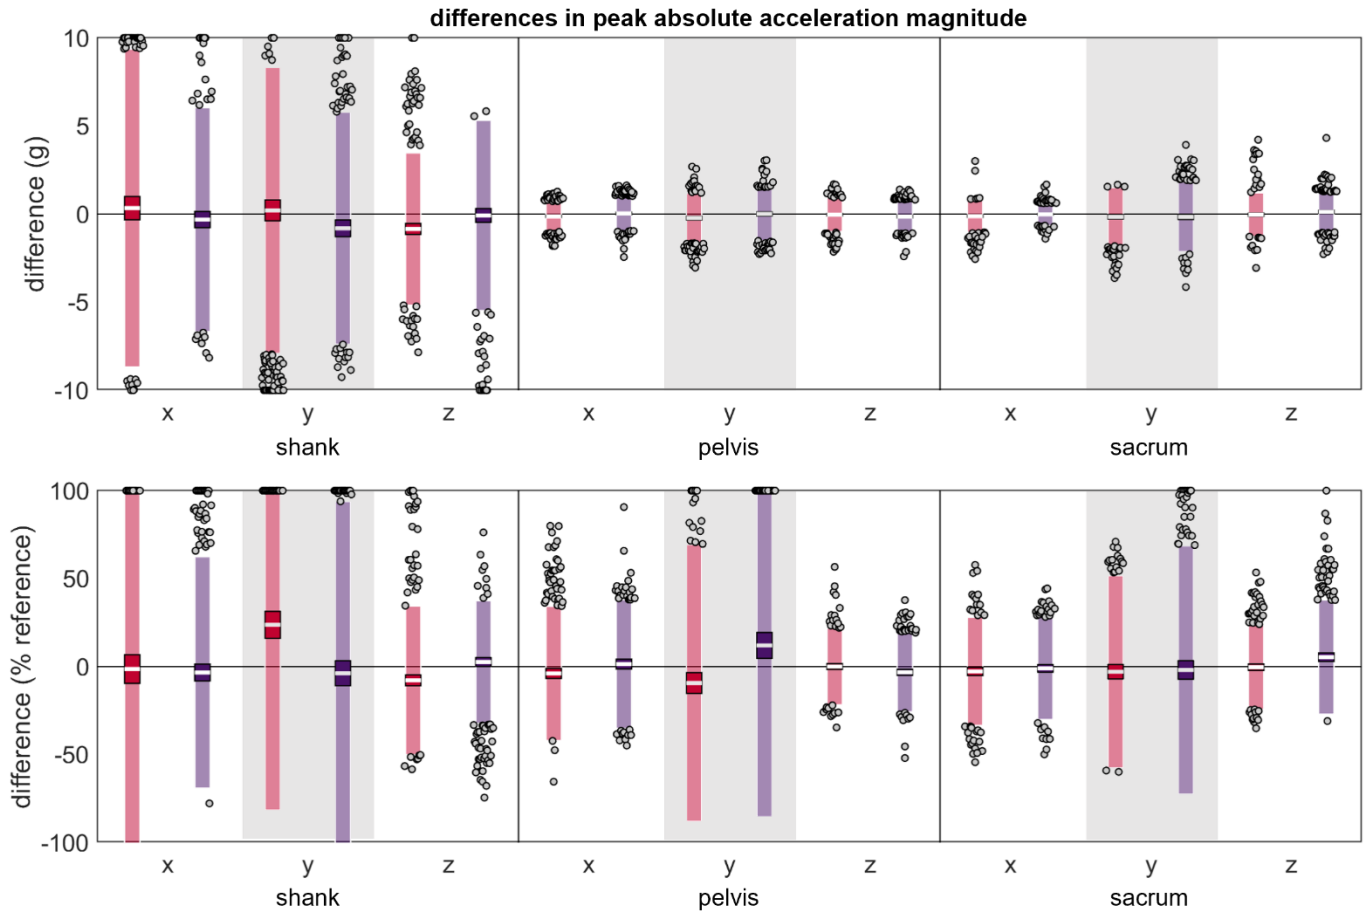 differences in peak absolute acceleration magnitude
difference (g)
10
5
0
-5
-10
x y z x y z x y z
shank pelvis sacrum
difference (% reference)
100
50
0
-50
-100
x y z x y z x y z
shank pelvis sacrum